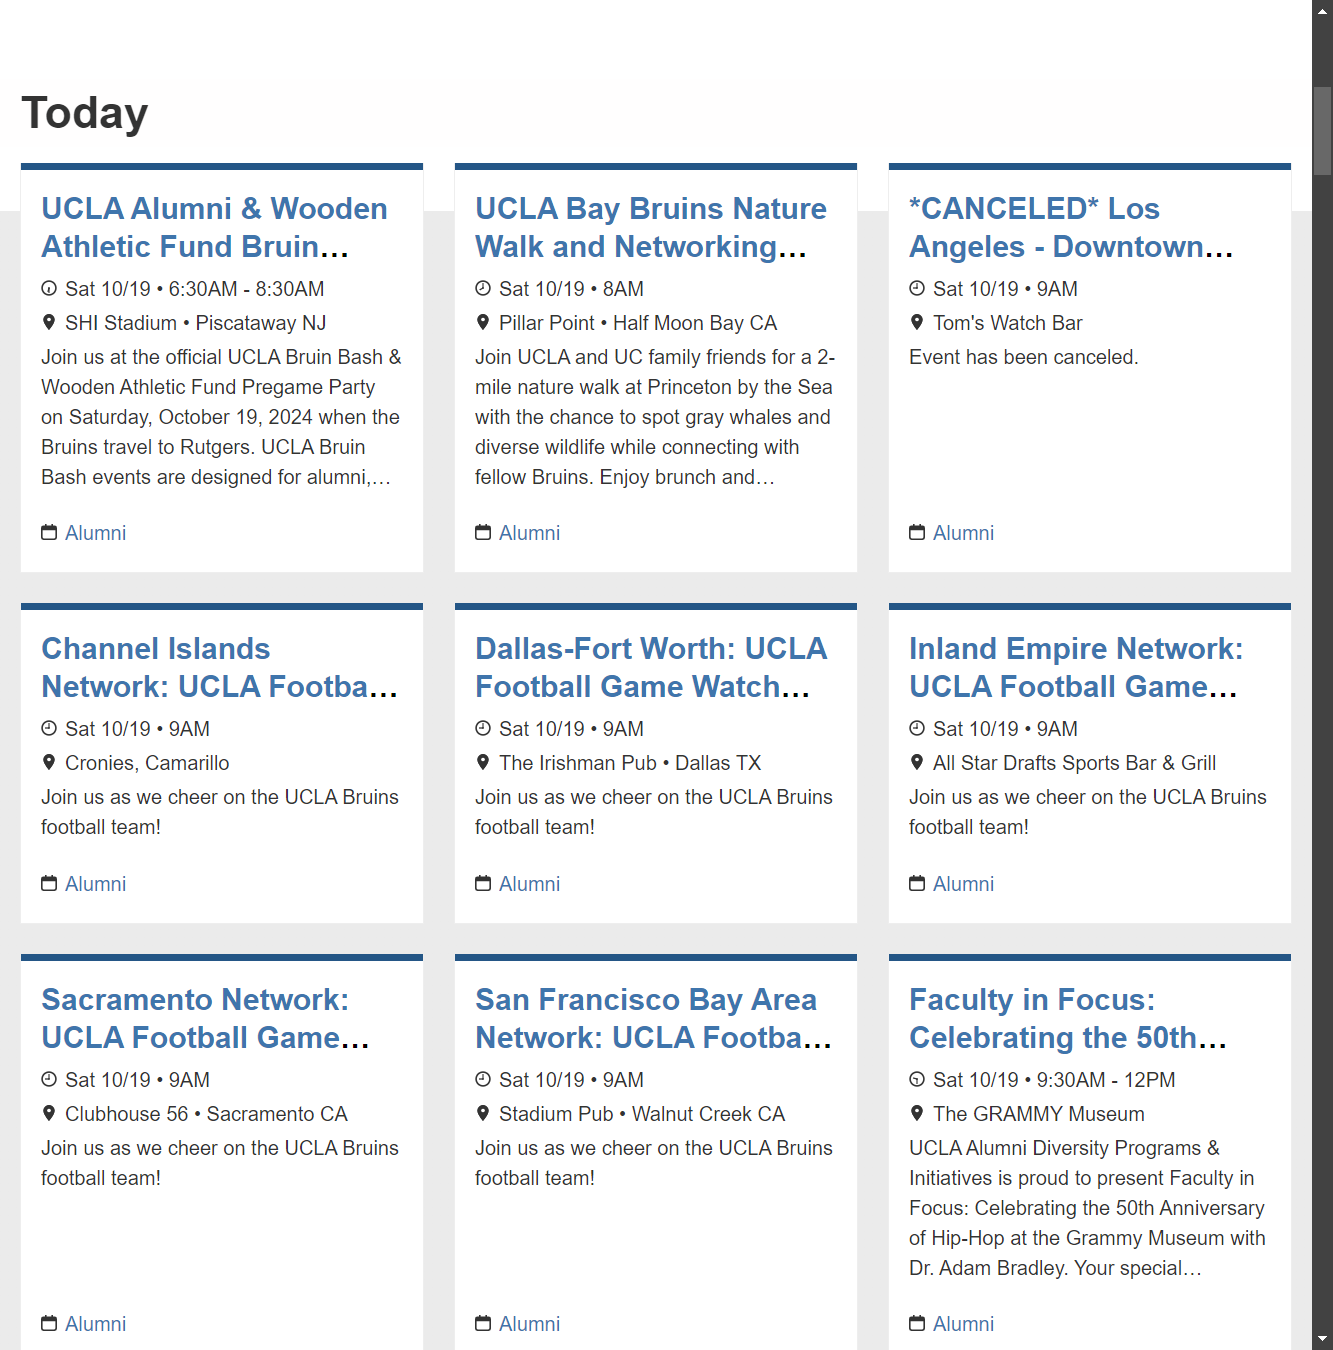 Today
UCLA Alumni & Wooden
Athletic Fund Bruin...
Sat 10/19 • 6:30AM - 8:30AM
SHI Stadium • Piscataway NJ
Join us at the official UCLA Bruin Bash &
Wooden Athletic Fund Pregame Party
on Saturday, October 19, 2024 when the
Bruins travel to Rutgers. UCLA Bruin
Bash events are designed for alumni,...
Alumni
UCLA Bay Bruins Nature
Walk and Networking...
Sat 10/19 • 8AM
Pillar Point • Half Moon Bay CA
Join UCLA and UC family friends for a 2-
mile nature walk at Princeton by the Sea
with the chance to spot gray whales and
diverse wildlife while connecting with
fellow Bruins. Enjoy brunch and...
Alumni
*CANCELED* Los
Angeles - Downtown...
Sat 10/19 • 9AM
Tom's Watch Bar
Event has been canceled.
Alumni
Channel Islands
Network: UCLA Footba...
Sat 10/19 • 9AM
Cronies, Camarillo
Join us as we cheer on the UCLA Bruins
football team!
Alumni
Dallas-Fort Worth: UCLA
Football Game Watch...
Sat 10/19 • 9AM
The Irishman Pub • Dallas TX
Join us as we cheer on the UCLA Bruins
football team!
Alumni
Inland Empire Network:
UCLA Football Game...
Sat 10/19 • 9AM
All Star Drafts Sports Bar & Grill
Join us as we cheer on the UCLA Bruins
football team!
Alumni
Sacramento Network:
UCLA Football Game...
Sat 10/19 • 9AM
Clubhouse 56 • Sacramento CA
Join us as we cheer on the UCLA Bruins
football team!
Alumni
San Francisco Bay Area
Network: UCLA Footba...
Sat 10/19 • 9AM
Stadium Pub • Walnut Creek CA
Join us as we cheer on the UCLA Bruins
football team!
Alumni
Faculty in Focus:
Celebrating the 50th...
Sat 10/19 • 9:30AM - 12PM
The GRAMMY Museum
UCLA Alumni Diversity Programs &
Initiatives is proud to present Faculty in
Focus: Celebrating the 50th Anniversary
of Hip-Hop at the Grammy Museum with
Dr. Adam Bradley. Your special...
Alumni